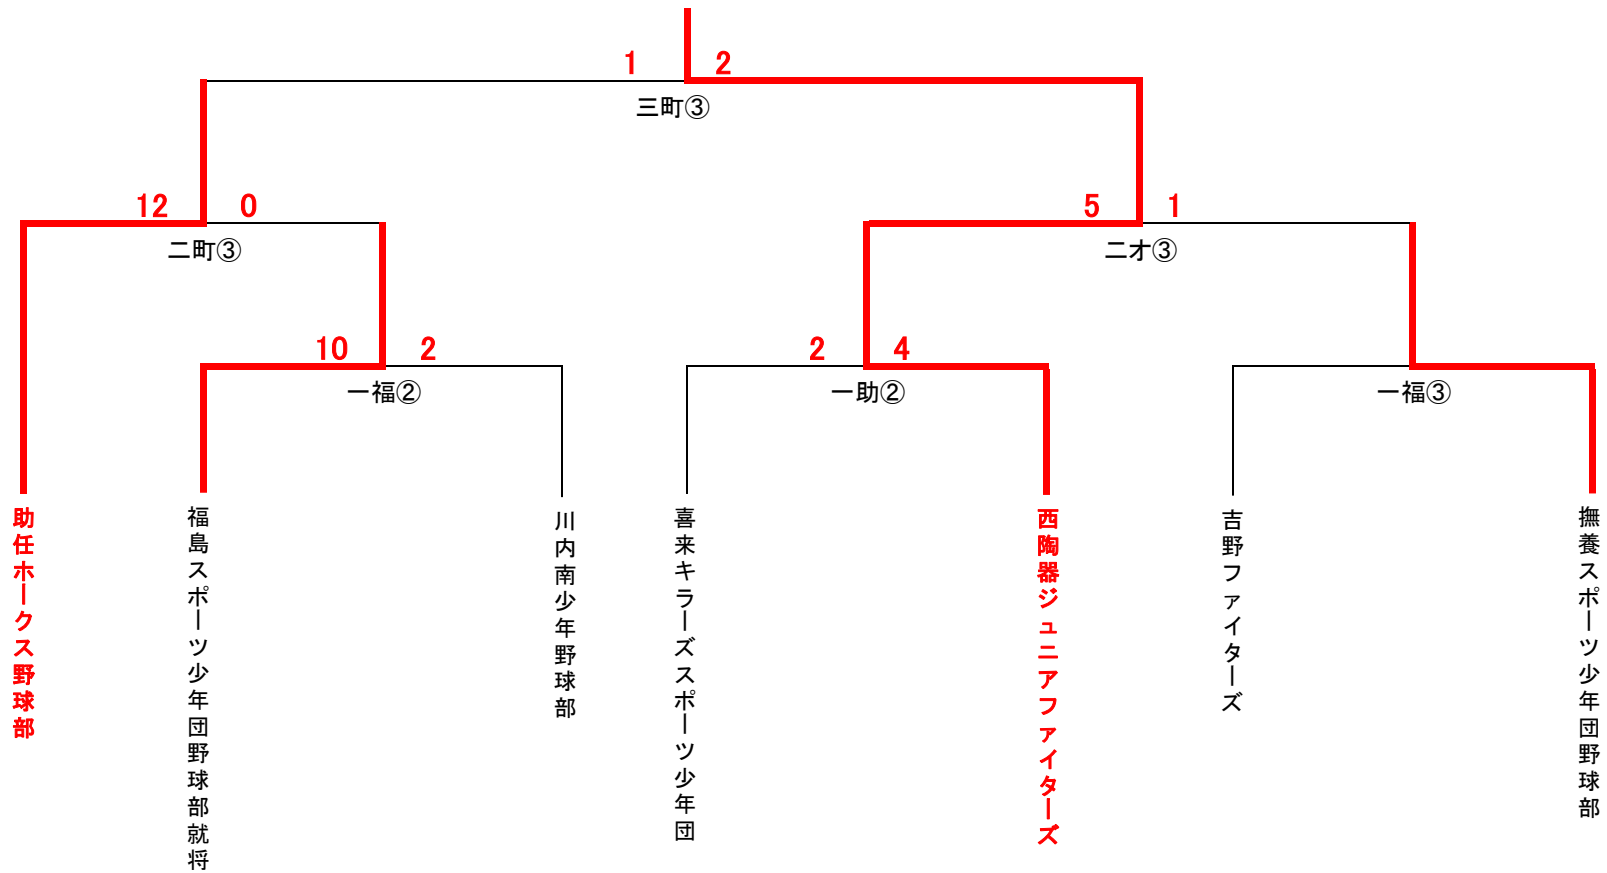 1 2
三町③
12 0
5 1
二町③
二才③
10 2
2 4
一福②
一助②
一福③
助任ホークス野球部
福島スポーツ少年団野球部就将
川内南少年野球部
喜来キラーズスポーツ少年団
西陶器ジュニアファイターズ
吉野ファイターズ
撫養スポーツ少年団野球部